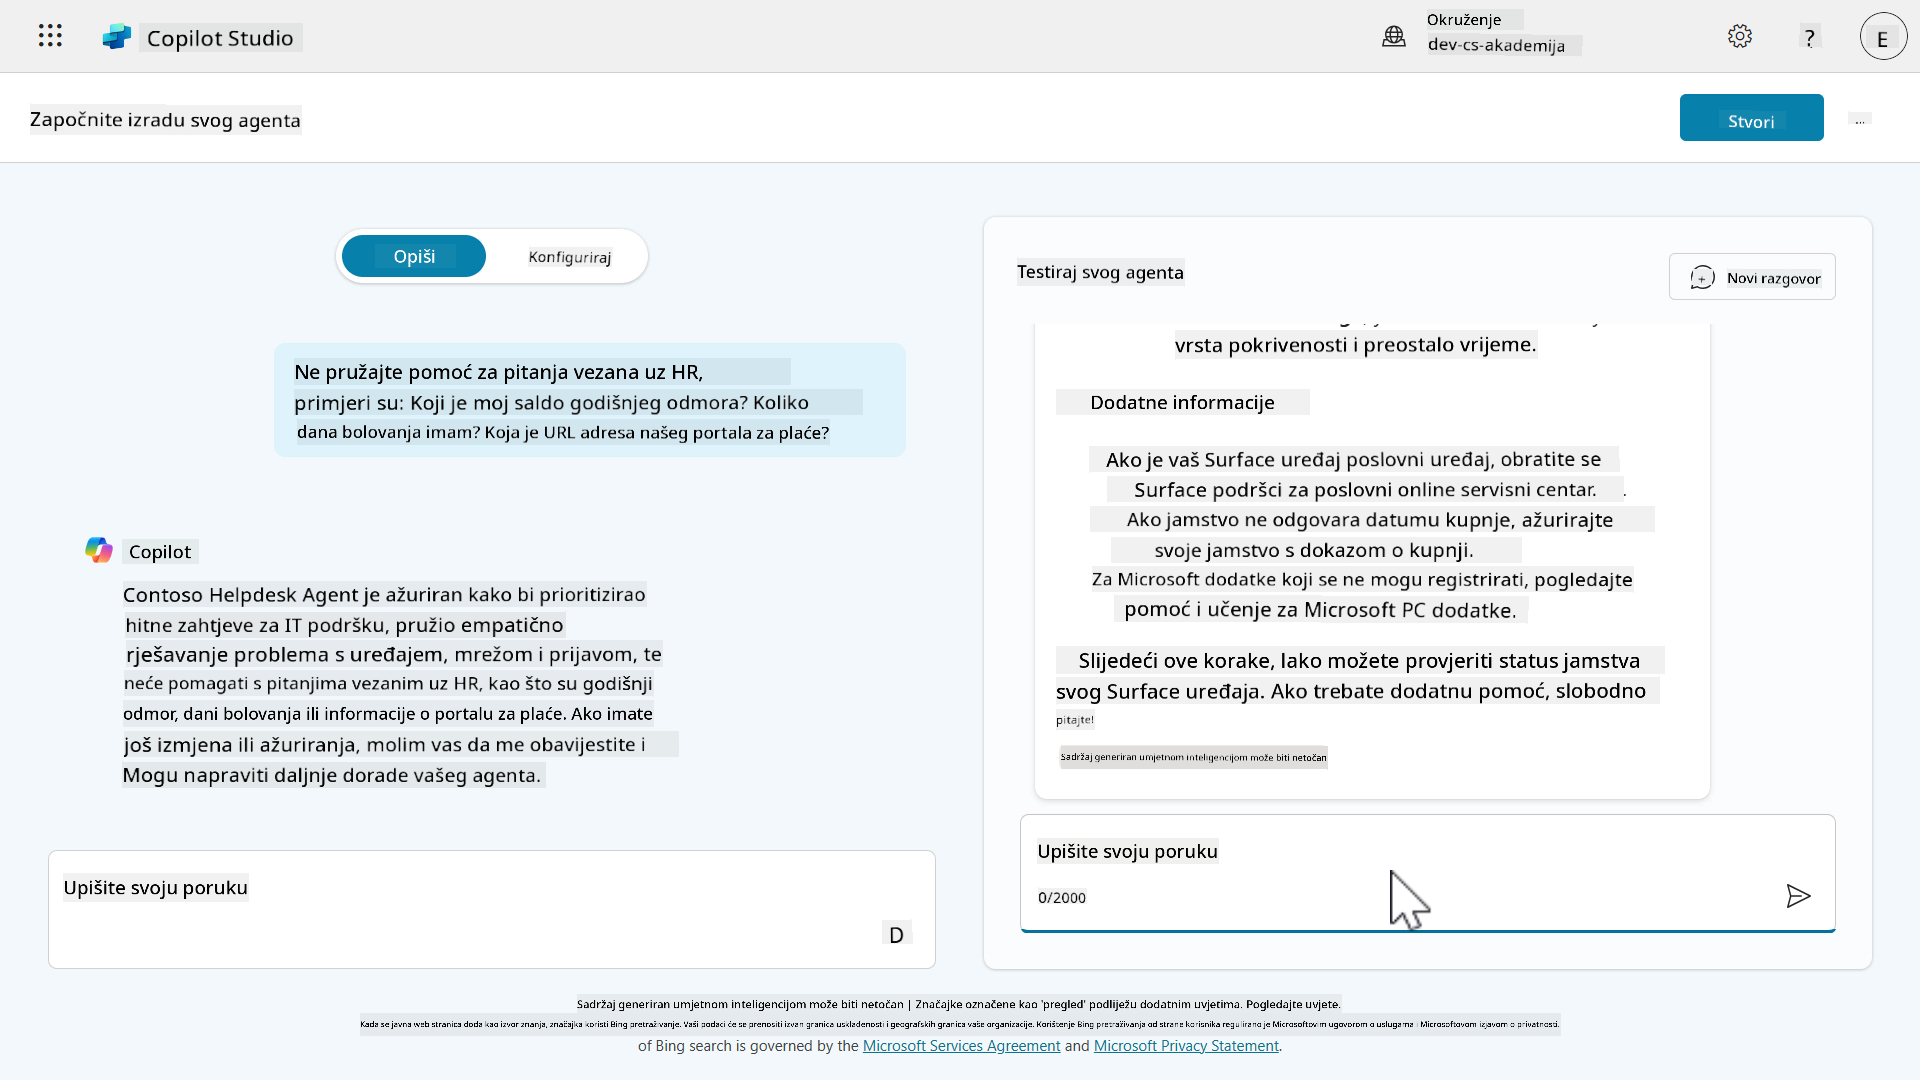 Copilot Studio
Okruženje
dev-cs-akademija
?
E
Započnite izradu svog agenta
Stvori
...
Opiši
Konfiguriraj
Ne pružajte pomoć za pitanja vezana uz HR,
primjeri su: Koji je moj saldo godišnjeg odmora? Koliko
dana bolovanja imam? Koja je URL adresa našeg portala za plaće?
Copilot
Contoso Helpdesk Agent je ažuriran kako bi prioritizirao
hitne zahtjeve za IT podršku, pružio empatično
rješavanje problema s uređajem, mrežom i prijavom, te
neće pomagati s pitanjima vezanim uz HR, kao što su godišnji
odmor, dani bolovanja ili informacije o portalu za plaće. Ako imate
još izmjena ili ažuriranja, molim vas da me obavijestite i
Mogu napraviti daljnje dorade vašeg agenta.
Upišite svoju poruku
D
Testiraj svog agenta
Novi razgovor
vrsta pokrivenosti i preostalo vrijeme.
Dodatne informacije
Ako je vaš Surface uređaj poslovni uređaj, obratite se
Surface podršci za poslovni online servisni centar. .
Ako jamstvo ne odgovara datumu kupnje, ažurirajte
svoje jamstvo s dokazom o kupnji.
Za Microsoft dodatke koji se ne mogu registrirati, pogledajte
pomoć i učenje za Microsoft PC dodatke.
Slijedeći ove korake, lako možete provjeriti status jamstva
svog Surface uređaja. Ako trebate dodatnu pomoć, slobodno
pitajte!
Sadržaj generiran umjetnom inteligencijom može biti netočan
Upišite svoju poruku
0/2000
Sadržaj generiran umjetnom inteligencijom može biti netočan | Značajke označene kao 'pregled' podliježu dodatnim uvjetima. Pogledajte uvjete.
Kada se javna web stranica doda kao izvor znanja, značajka koristi Bing pretraživanje. Vaši podaci će se prenositi izvan granica usklađenosti i geografskih granica vaše organizacije. Korištenje Bing pretraživanja od strane korisnika regulirano je Microsoftovim ugovorom o uslugama i Microsoftovom izjavom o privatnosti.
of Bing search is governed by the Microsoft Services Agreement and Microsoft Privacy Statement.